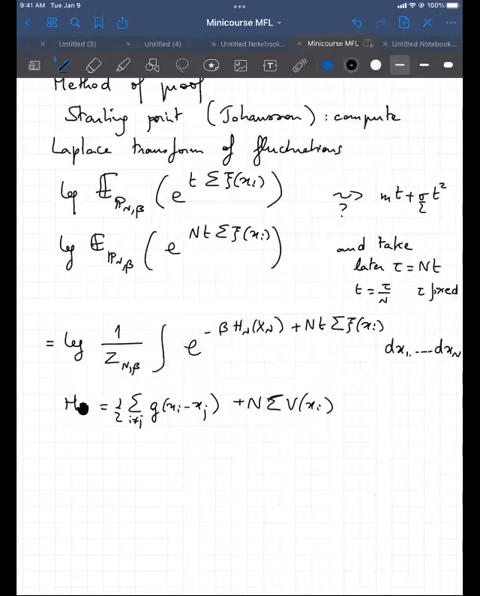 9:41 AM Tue Jan 9
100%
Minicourse MFL
Untitled (3)
Untitled (4)
Untitled Notebook...
Minicourse MFL
Untitled Notebook...
Method of proof
Starting point (Johansson) : compute
Laplace transform of fluctuations
log E_{P_{N,β}} ( e^{t Σ ξ(x_i)} ) ⇝ ? mt + σ/2 t²
log E_{P_{N,β}} ( e^{Nt Σ ξ(x_i)} ) and take
later τ = Nt
t = τ/N τ fixed
= log 1/Z_{N,β} ∫ e^{-β H_N(X_N) + Nt Σ ξ(x_i)} dx_1 .... dx_N
H = 1/2 Σ_{i≠j} g(x_i - x_j) + N Σ V(x_i)